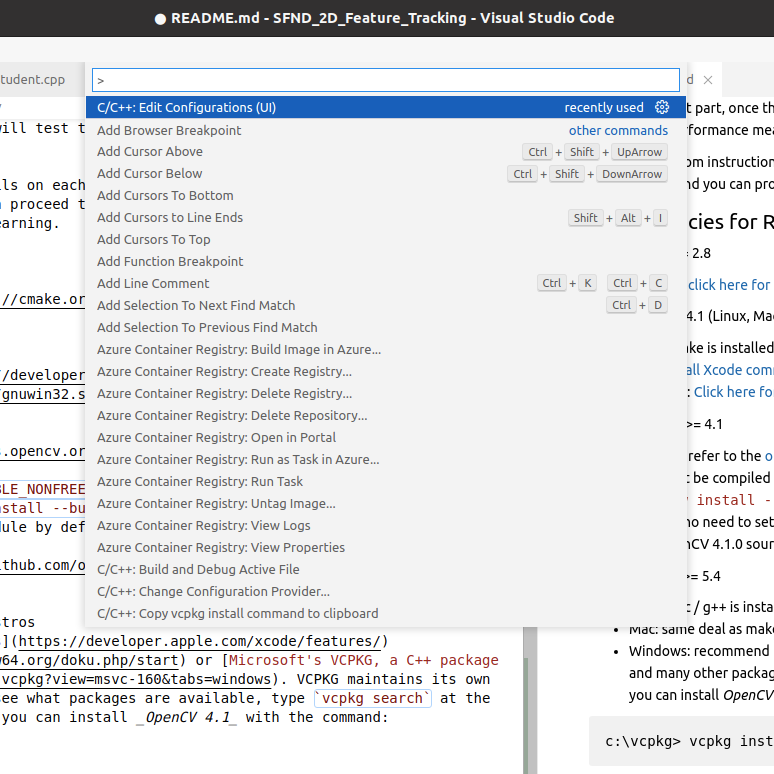 ● README.md - SFND_2D_Feature_Tracking - Visual Studio Code
tudent.cpp
d ×
>
C/C++: Edit Configurations (UI) recently used
Add Browser Breakpoint other commands
Add Cursor Above Ctrl + Shift + UpArrow
Add Cursor Below Ctrl + Shift + DownArrow
Add Cursors To Bottom
Add Cursors to Line Ends Shift + Alt + I
Add Cursors To Top
Add Function Breakpoint
Add Line Comment Ctrl + K Ctrl + C
Add Selection To Next Find Match Ctrl + D
Add Selection To Previous Find Match
Azure Container Registry: Build Image in Azure...
Azure Container Registry: Create Registry...
Azure Container Registry: Delete Registry...
Azure Container Registry: Delete Repository...
Azure Container Registry: Open in Portal
Azure Container Registry: Run as Task in Azure...
Azure Container Registry: Run Task
Azure Container Registry: Untag Image...
Azure Container Registry: View Logs
Azure Container Registry: View Properties
C/C++: Build and Debug Active File
C/C++: Change Configuration Provider...
C/C++: Copy vcpkg install command to clipboard
will test t
ls on each
proceed t
earning.
://cmake.or
/developer
gnuwin32.s
s.opencv.or
BLE_NONFREE
nstall --bu
dule by def
thub.com/o
stros
s](https://developer.apple.com/xcode/features/)
w64.org/doku.php/start) or [Microsoft's VCPKG, a C++ package
vcpkg?view=msvc-160&tabs=windows). VCPKG maintains its own
see what packages are available, type `vcpkg search` at the
you can install _OpenCV 4.1_ with the command:
t part, once th
rformance mea
om instruction
nd you can pro
cies for R
= 2.8
click here for
4.1 (Linux, Mac
ke is installed
all Xcode com
: Click here fo
>= 4.1
refer to the o
t be compiled
install -
no need to set
nCV 4.1.0 sour
>= 5.4
c / g++ is insta
• Mac: same deal as make
• Windows: recommend
and many other packag
you can install OpenCV
c:\vcpkg> vcpkg inst